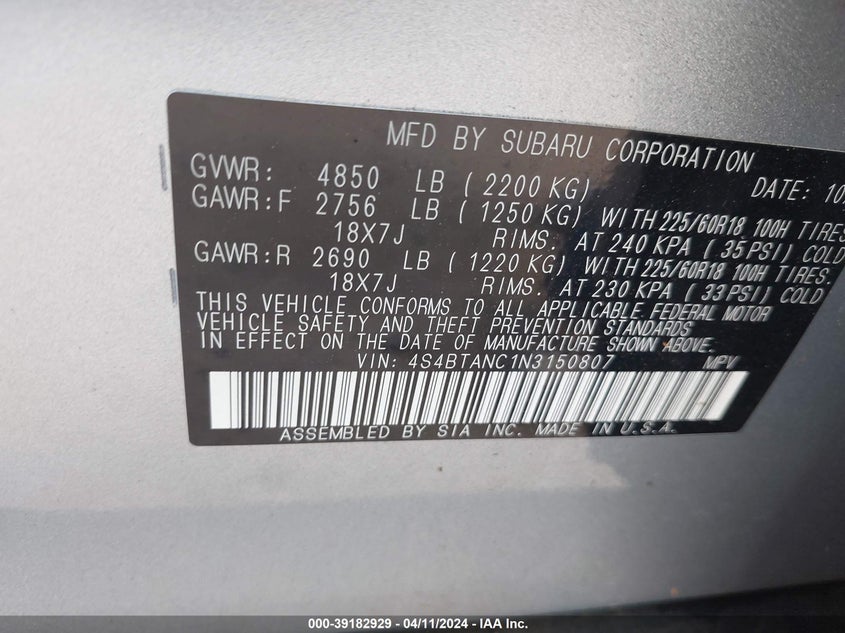 MFD BY SUBARU CORPORATION
GVWR: 4850 LB ( 2200 KG) DATE: 10
GAWR:F 2756 LB ( 1250 KG) WITH 225/60R18 100H TIRES
18X7J RIMS. AT 240 KPA ( 35 PSI) COLD
GAWR:R 2690 LB ( 1220 KG) WITH 225/60R18 100H TIRES.
18X7J RIMS. AT 230 KPA ( 33 PSI) COLD
THIS VEHICLE CONFORMS TO ALL APPLICABLE FEDERAL MOTOR
VEHICLE SAFETY AND THEFT PREVENTION STANDARDS
IN EFFECT ON THE DATE OF MANUFACTURE SHOWN ABOVE.
VIN: 4S4BTANC1N3150807 MPV
ASSEMBLED BY SIA INC. MADE IN U.S.A.
000-39182929 - 04/11/2024 - IAA Inc.